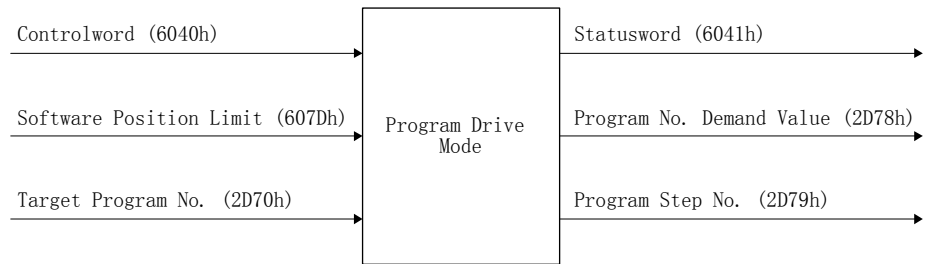 Controlword (6040h)
Statusword (6041h)
Software Position Limit (607Dh)
Program Drive
Mode
Program No. Demand Value (2D78h)
Target Program No. (2D70h)
Program Step No. (2D79h)